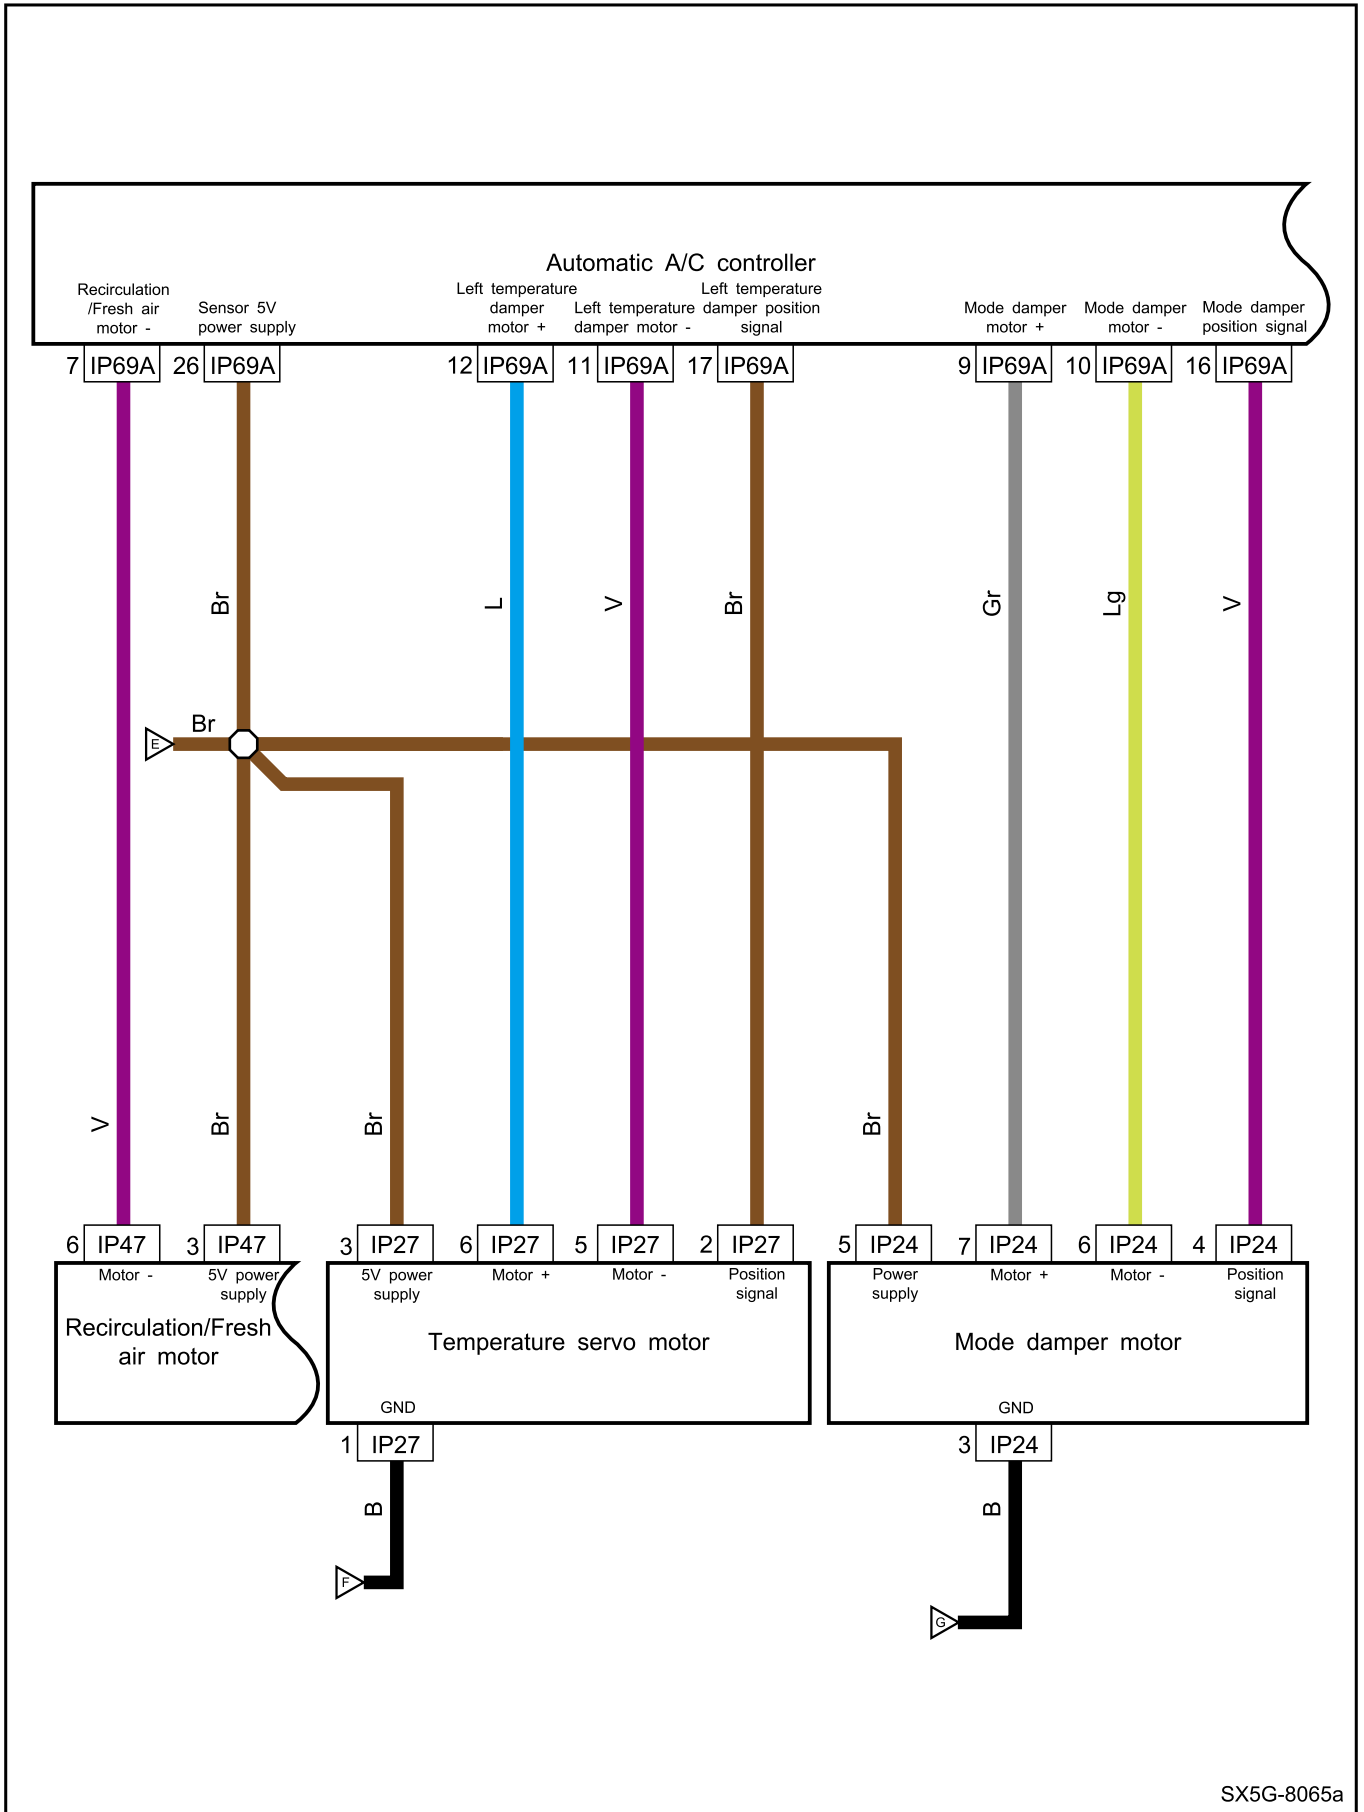 Automatic A/C controller
Recirculation
/Fresh air
motor -
Sensor 5V
power supply
Left temperature
damper
motor +
Left temperature
damper motor -
Left temperature
damper position
signal
Mode damper
motor +
Mode damper
motor -
Mode damper
position signal
7 IP69A
26 IP69A
12 IP69A
11 IP69A
17 IP69A
9 IP69A
10 IP69A
16 IP69A
Br
L
V
Br
Gr
Lg
V
E
Br
V
Br
Br
Br
6 IP47
3 IP47
3 IP27
6 IP27
5 IP27
2 IP27
5 IP24
7 IP24
6 IP24
4 IP24
Motor -
5V power
supply
5V power
supply
Motor +
Motor -
Position
signal
Power
supply
Motor +
Motor -
Position
signal
Recirculation/Fresh
air motor
Temperature servo motor
Mode damper motor
GND
GND
1 IP27
3 IP24
B
B
F
G
SX5G-8065a